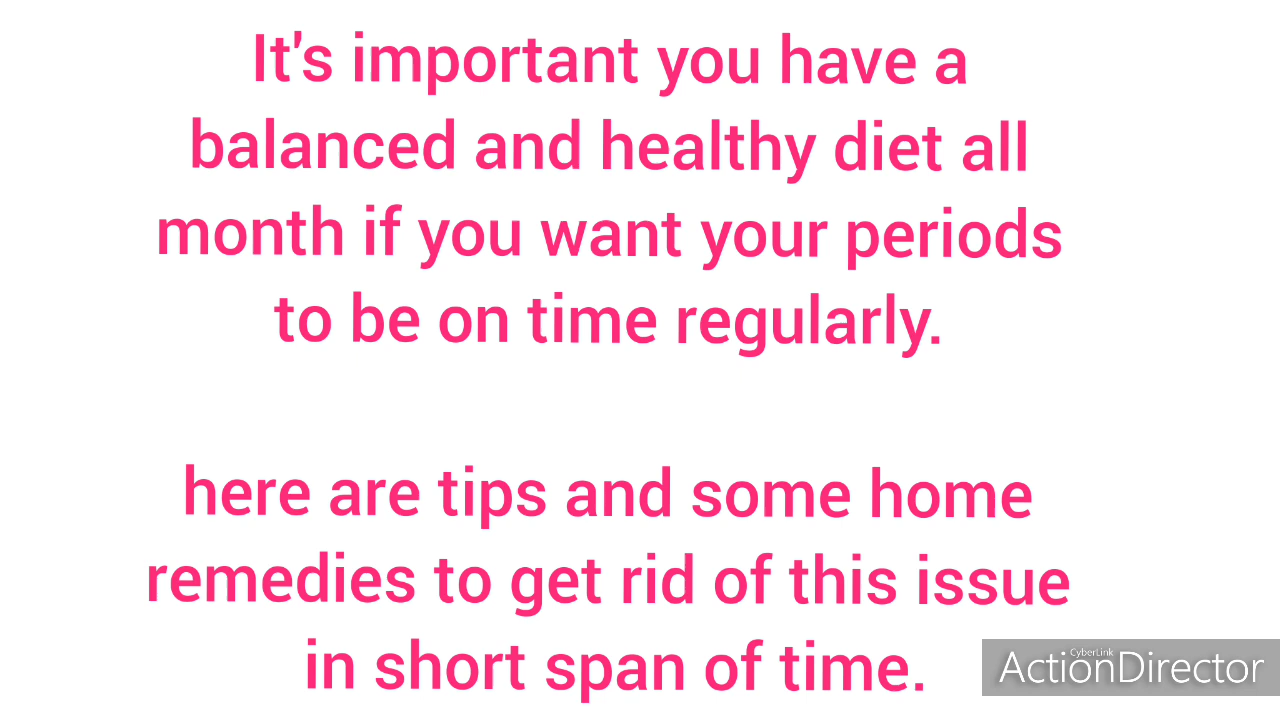 It's important you have a
balanced and healthy diet all
month if you want your periods
to be on time regularly.
here are tips and some home
remedies to get rid of this issue
in short span of time.
CyberLink
ActionDirector